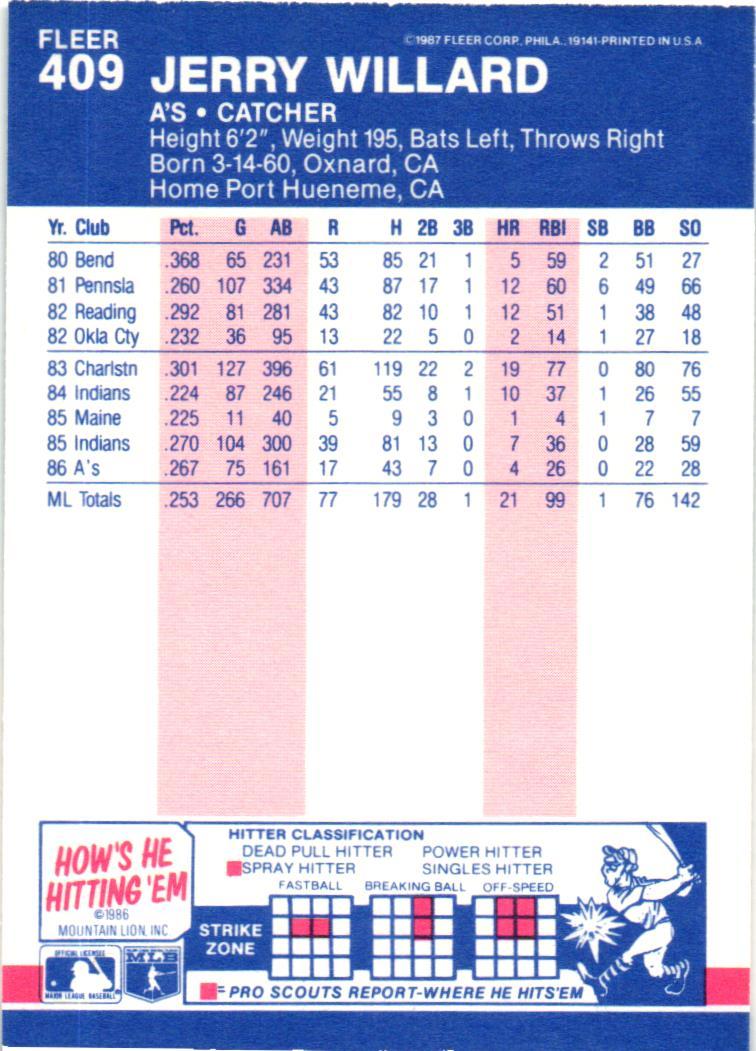 FLEER
©1987 FLEER CORP., PHILA., 19141-PRINTED IN U.S.A
409 JERRY WILLARD
A'S • CATCHER
Height 6'2", Weight 195, Bats Left, Throws Right
Born 3-14-60, Oxnard, CA
Home Port Hueneme, CA
Yr. Club Pct. G AB R H 2B 3B HR RBI SB BB SO
80 Bend .368 65 231 53 85 21 1 5 59 2 51 27
81 Pennsla .260 107 334 43 87 17 1 12 60 6 49 66
82 Reading .292 81 281 43 82 10 1 12 51 1 38 48
82 Okla Cty .232 36 95 13 22 5 0 2 14 1 27 18
83 Charlstn .301 127 396 61 119 22 2 19 77 0 80 76
84 Indians .224 87 246 21 55 8 1 10 37 1 26 55
85 Maine .225 11 40 5 9 3 0 1 4 1 7 7
85 Indians .270 104 300 39 81 13 0 7 36 0 28 59
86 A's .267 75 161 17 43 7 0 4 26 0 22 28
ML Totals .253 266 707 77 179 28 1 21 99 1 76 142
HOW'S HE
HITTING 'EM
©1986
MOUNTAIN LION, INC
HITTER CLASSIFICATION
DEAD PULL HITTER POWER HITTER
SPRAY HITTER SINGLES HITTER
FASTBALL BREAKING BALL OFF-SPEED
STRIKE
ZONE
OFFICIAL LICENSEE
MAJOR LEAGUE BASEBALL
MLB
= PRO SCOUTS REPORT-WHERE HE HITS'EM